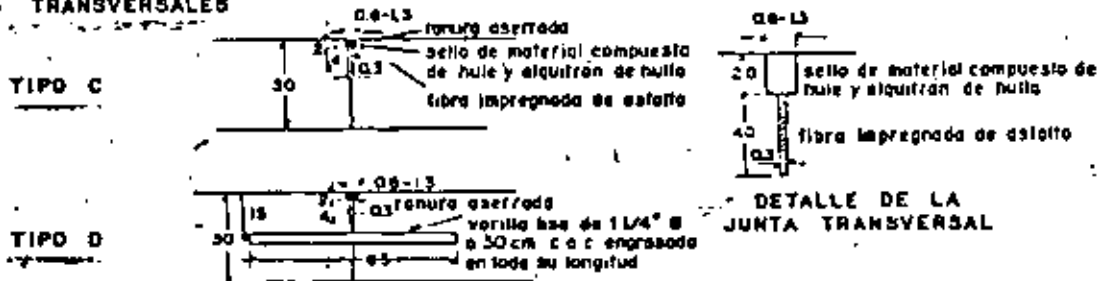 TRANSVERSALES
TIPO C
0.6-1.3
ranura aserrada
sello de material compuesto
de hule y alquitrán de hulla
0.3
30
fibra impregnada de asfalto
0.6-1.3
2.0
sello de material compuesto de
hule y alquitrán de hulla
4.0
fibra impregnada de asfalto
0.3
DETALLE DE LA
JUNTA TRANSVERSAL
TIPO D
0.6-1.3
ranura aserrada
0.3
15
30
varilla lisa de 1 1/4" Ø
a 30 cm c a c engrasada
en toda su longitud